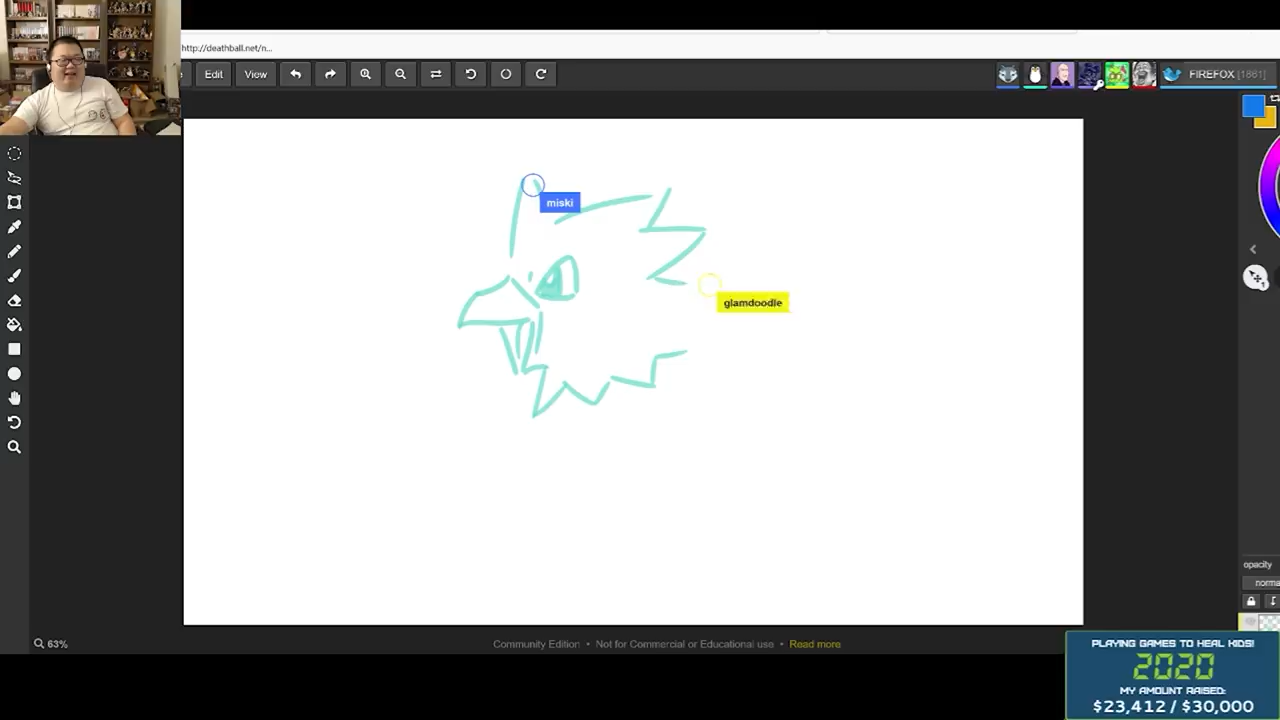 http://deathball.net/n...
Edit View
FIREFOX [1861]
miski
glamdoodle
opacity
norma
63%
Community Edition • Not for Commercial or Educational use • Read more
PLAYING GAMES TO HEAL KIDS!
2020
MY AMOUNT RAISED:
$23,412 / $30,000